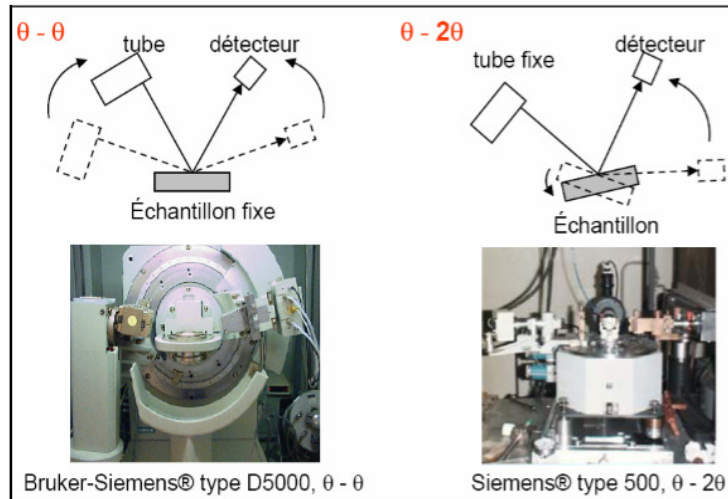 θ - θ
tube
détecteur
Échantillon fixe
Bruker-Siemens® type D5000, θ - θ
θ - 2θ
tube fixe
détecteur
Échantillon
Siemens® type 500, θ - 2θ